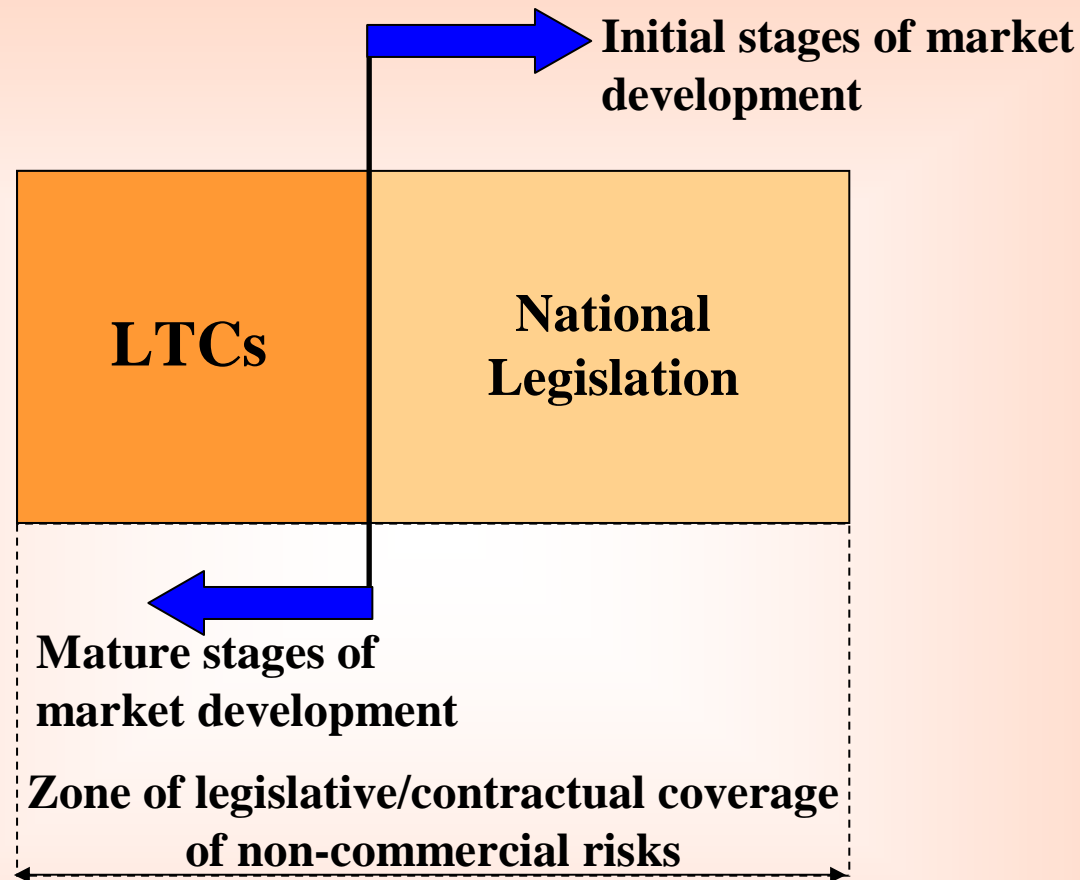 Initial stages of market
development
LTCs
National
Legislation
Mature stages of
market development
Zone of legislative/contractual coverage
of non-commercial risks